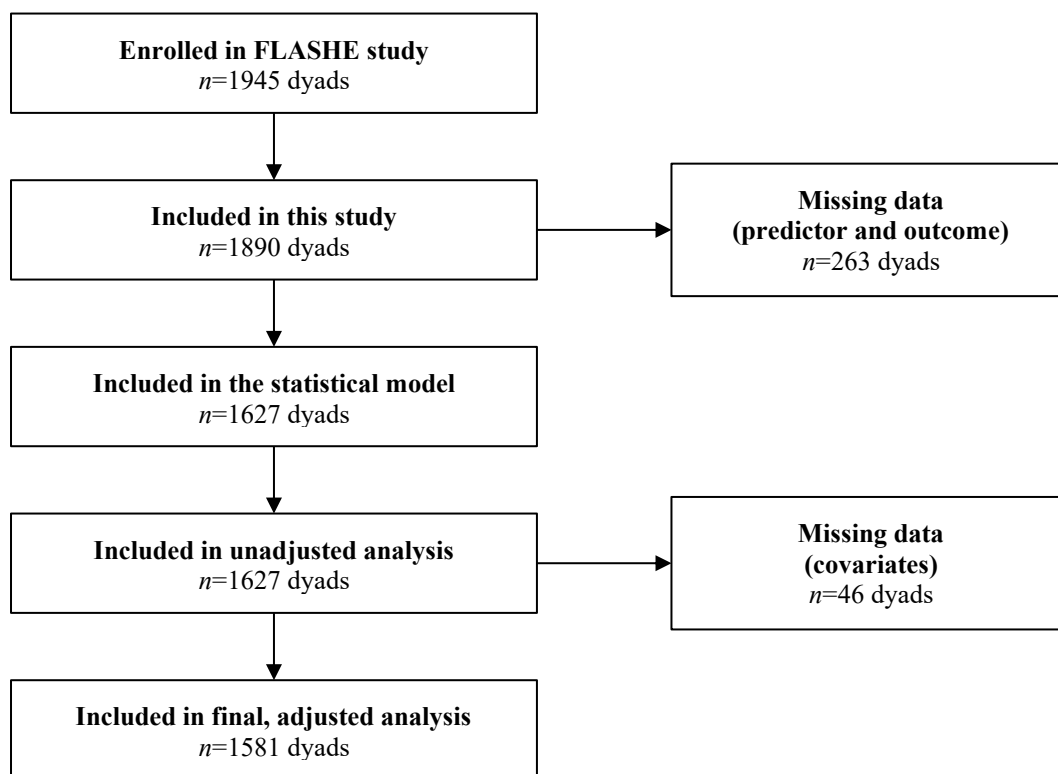 Enrolled in FLASHE study
n=1945 dyads
Included in this study
n=1890 dyads
Missing data
(predictor and outcome)
n=263 dyads
Included in the statistical model
n=1627 dyads
Included in unadjusted analysis
n=1627 dyads
Missing data
(covariates)
n=46 dyads
Included in final, adjusted analysis
n=1581 dyads